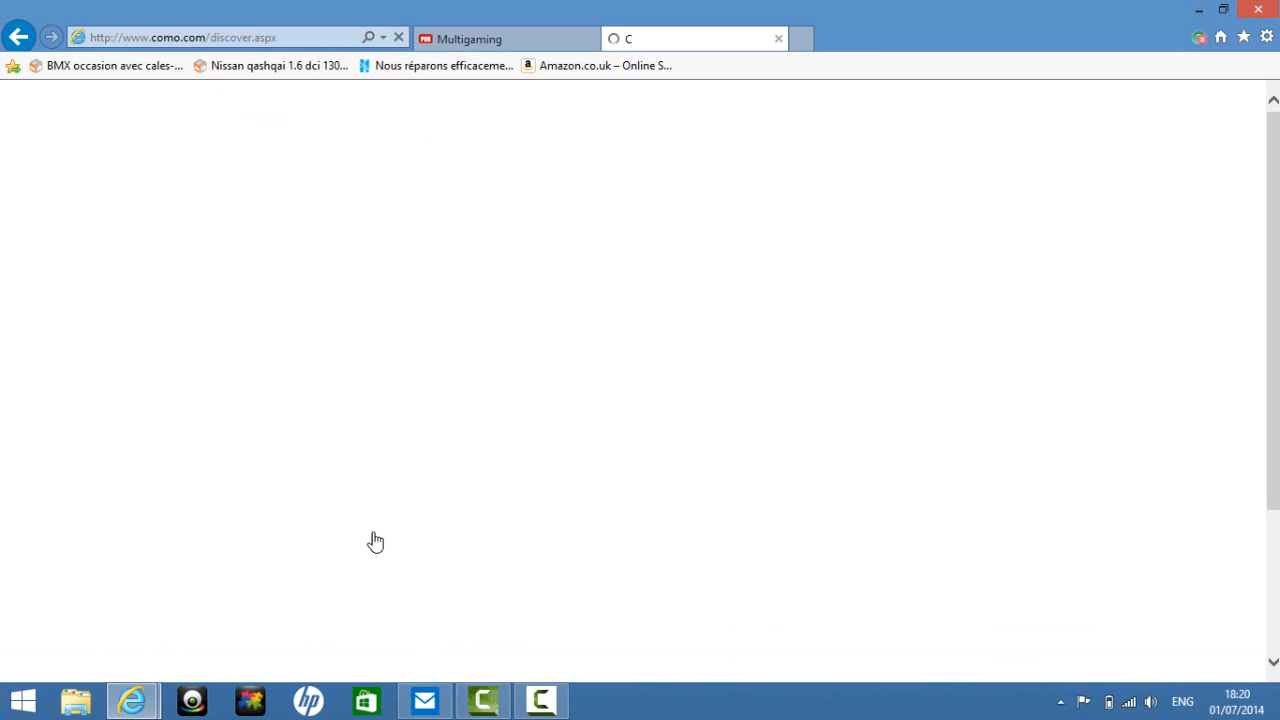 http://www.como.com/discover.aspx
Multigaming
C
BMX occasion avec cales-...
Nissan qashqai 1.6 dci 130...
Nous réparons efficaceme...
Amazon.co.uk – Online S...
ENG
18:20
01/07/2014